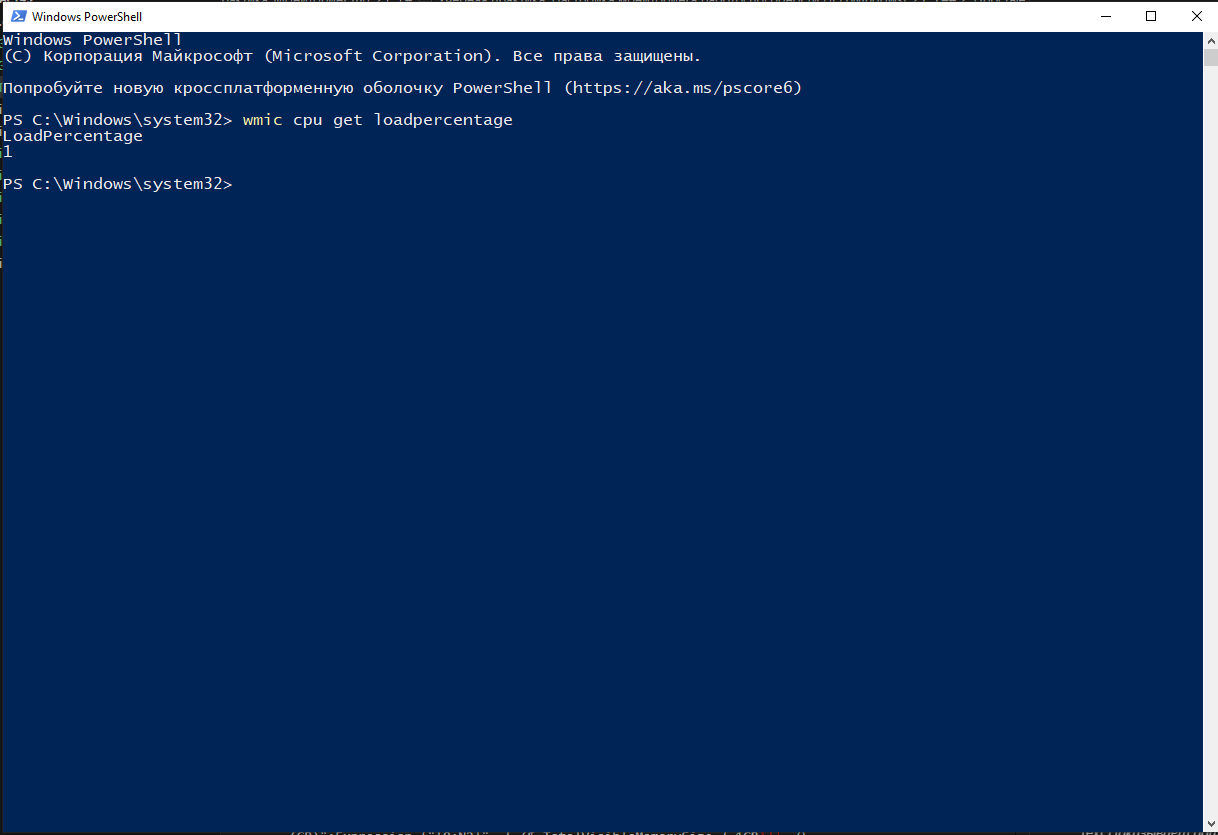 Windows PowerShell
Windows PowerShell
(C) Корпорация Майкрософт (Microsoft Corporation). Все права защищены.
Попробуйте новую кроссплатформенную оболочку PowerShell (https://aka.ms/pscore6)
PS C:\Windows\system32> wmic cpu get loadpercentage
LoadPercentage
1
PS C:\Windows\system32>